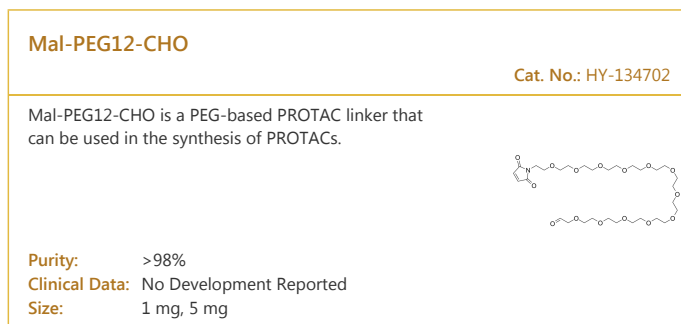 Mal-PEG12-CHO
Cat. No.: HY-134702
Mal-PEG12-CHO is a PEG-based PROTAC linker that
can be used in the synthesis of PROTACs.
Purity: >98%
Clinical Data: No Development Reported
Size: 1 mg, 5 mg